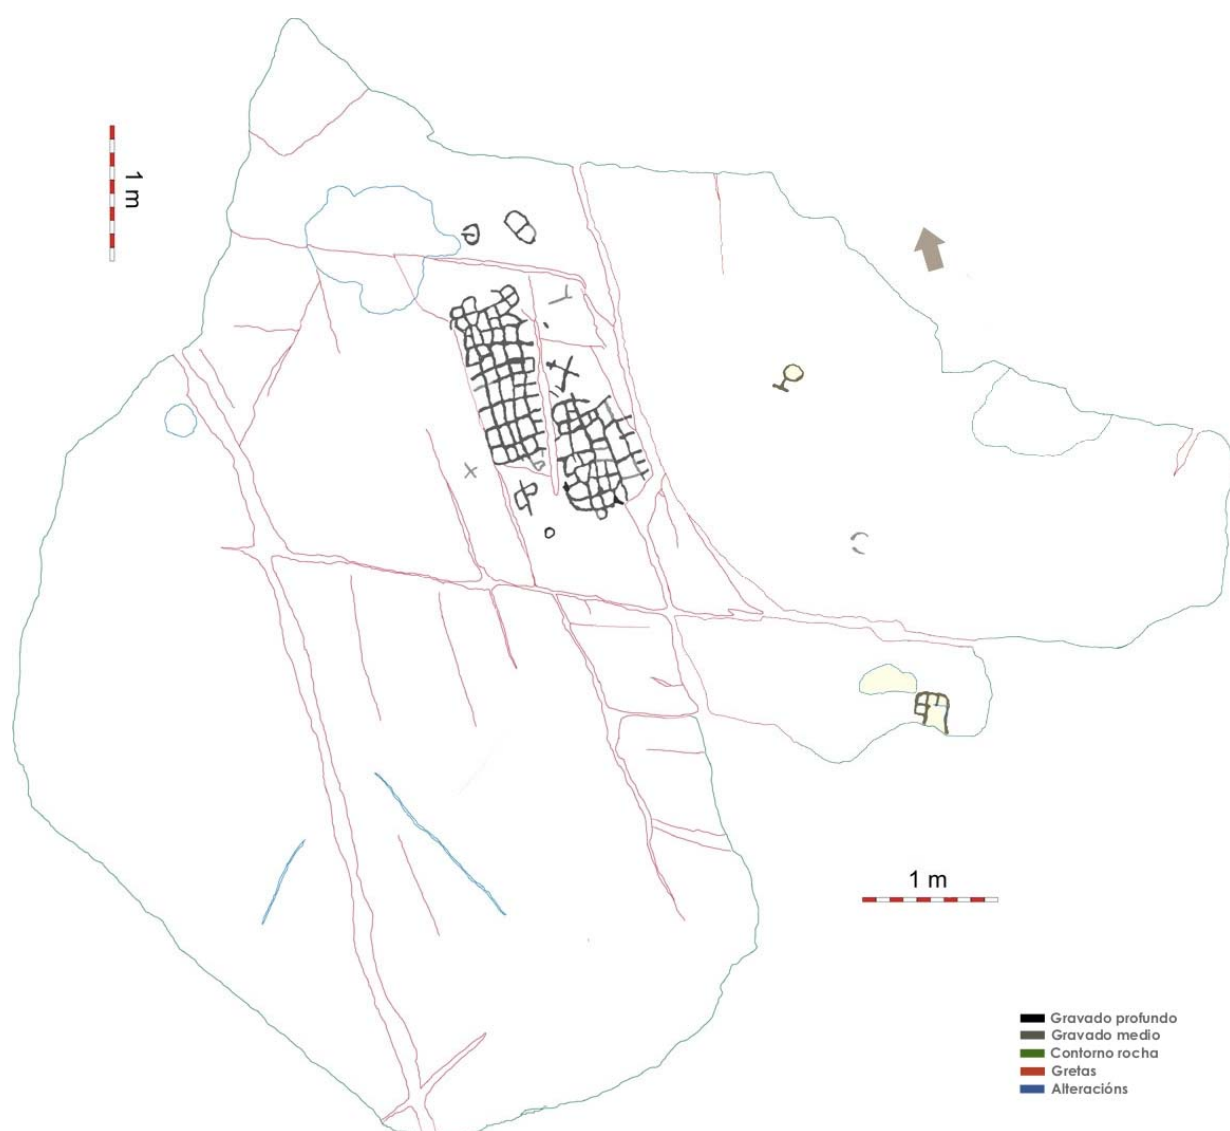 1 m
1 m
Gravado profundo
Gravado medio
Contorno rocha
Gretas
Alteracións